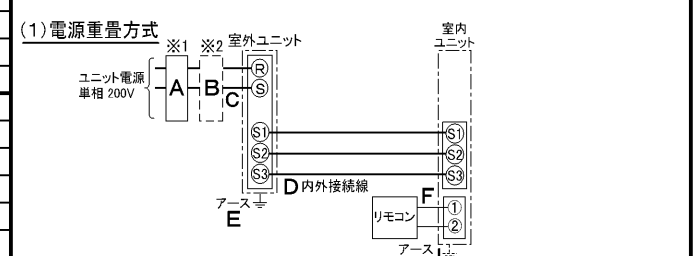 (1)電源重畳方式
※1 ※2 室外ユニット
室内
ユニット
ユニット電源
単相 200V
A B C
R
S
S1 S1
S2 S2
S3 S3
D 内外接続線
アース
E
F
リモコン
①
②
アース